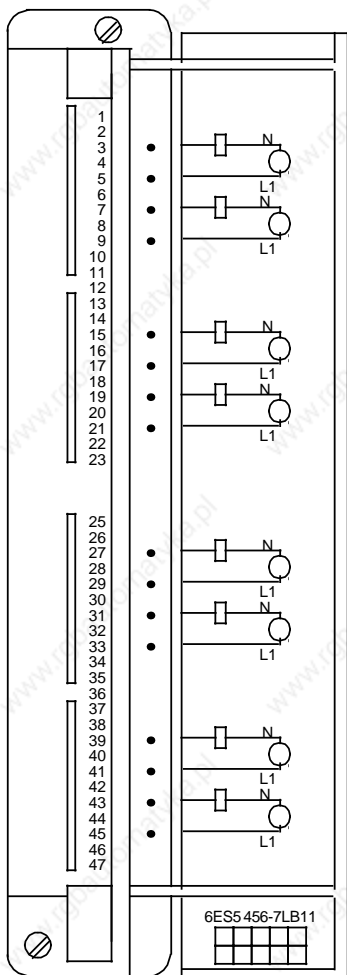 1
2
3 N
4
5 L1
6 N
7
8
9 L1
10
11
12
13
14
15 N
16
17 L1
18 N
19
20
21 L1
22
23
25
26
27 N
28
29 L1
30 N
31
32
33 L1
34
35
36
37
38
39 N
40
41 L1
42 N
43
44
45 L1
46
47
6ES5 456-7LB11
www.rgbautomatyka.pl